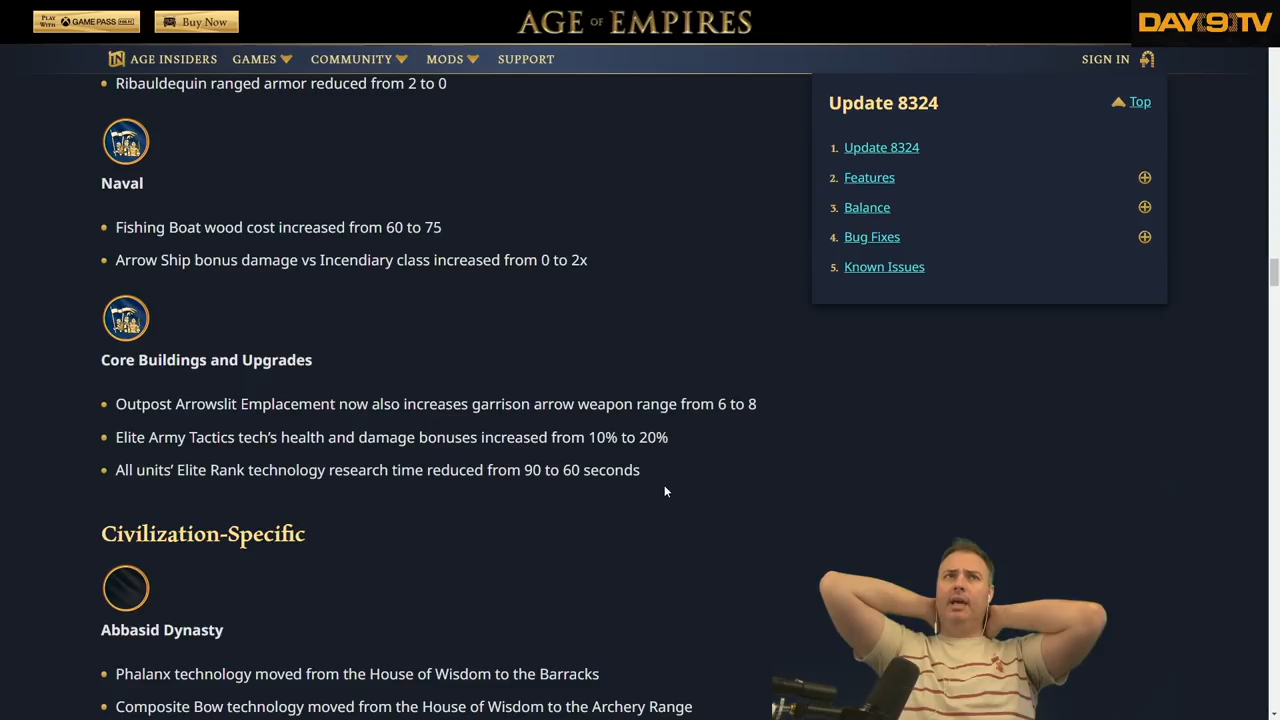 PLAY WITH XBOX GAME PASS FOR PC
Buy Now
AGE OF EMPIRES
DAY9.TV
IN AGE INSIDERS
GAMES
COMMUNITY
MODS
SUPPORT
SIGN IN
Ribauldequin ranged armor reduced from 2 to 0
Naval
Fishing Boat wood cost increased from 60 to 75
Arrow Ship bonus damage vs Incendiary class increased from 0 to 2x
Core Buildings and Upgrades
Outpost Arrowslit Emplacement now also increases garrison arrow weapon range from 6 to 8
Elite Army Tactics tech's health and damage bonuses increased from 10% to 20%
All units' Elite Rank technology research time reduced from 90 to 60 seconds
Civilization-Specific
Abbasid Dynasty
Phalanx technology moved from the House of Wisdom to the Barracks
Composite Bow technology moved from the House of Wisdom to the Archery Range
Update 8324
Top
1. Update 8324
2. Features
3. Balance
4. Bug Fixes
5. Known Issues